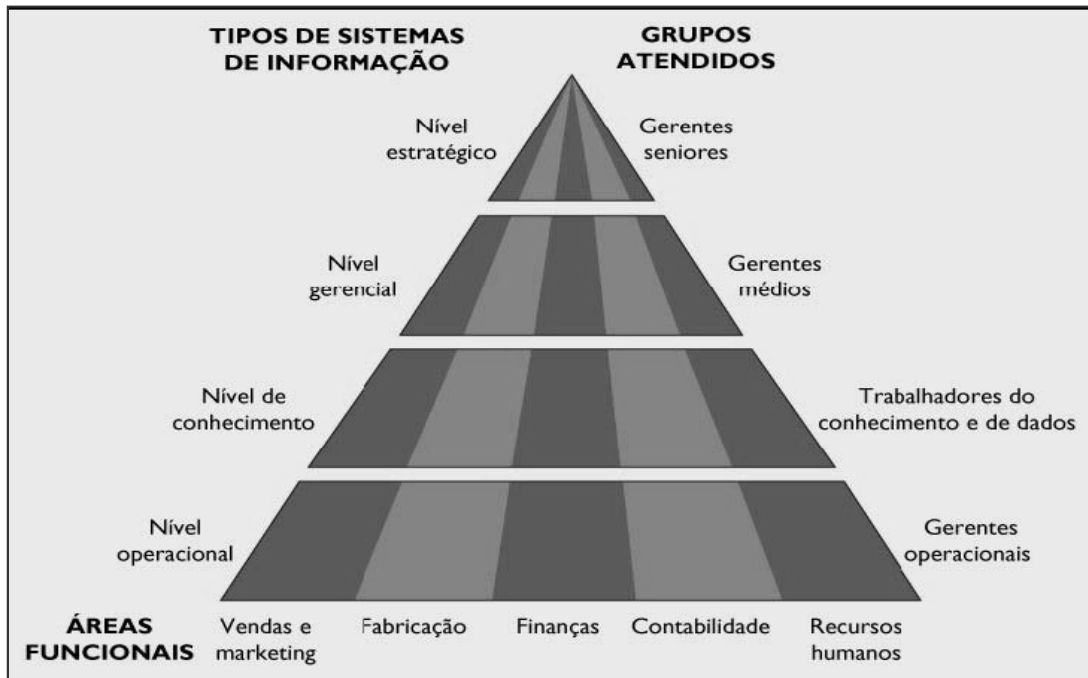 TIPOS DE SISTEMAS
DE INFORMAÇÃO
GRUPOS
ATENDIDOS
Nível
estratégico
Gerentes
seniores
Nível
gerencial
Gerentes
médios
Nível de
conhecimento
Trabalhadores do
conhecimento e de dados
Nível
operacional
Gerentes
operacionais
ÁREAS
FUNCIONAIS
Vendas e
marketing
Fabricação
Finanças
Contabilidade
Recursos
humanos